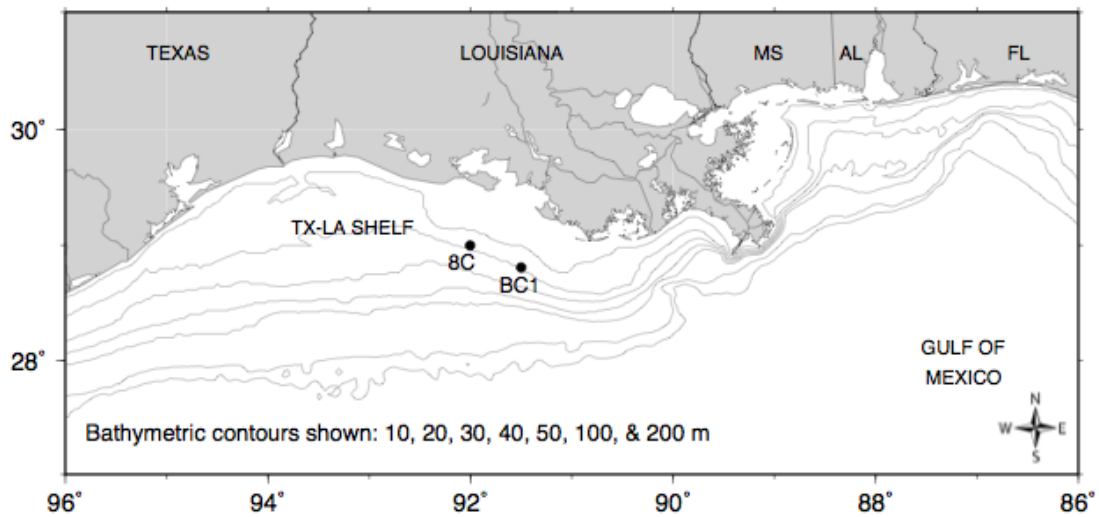 TEXAS LOUISIANA MS AL FL
30°
TX-LA SHELF
8C
BC1
28°
GULF OF
MEXICO
N
W E
S
Bathymetric contours shown: 10, 20, 30, 40, 50, 100, & 200 m
96° 94° 92° 90° 88° 86°